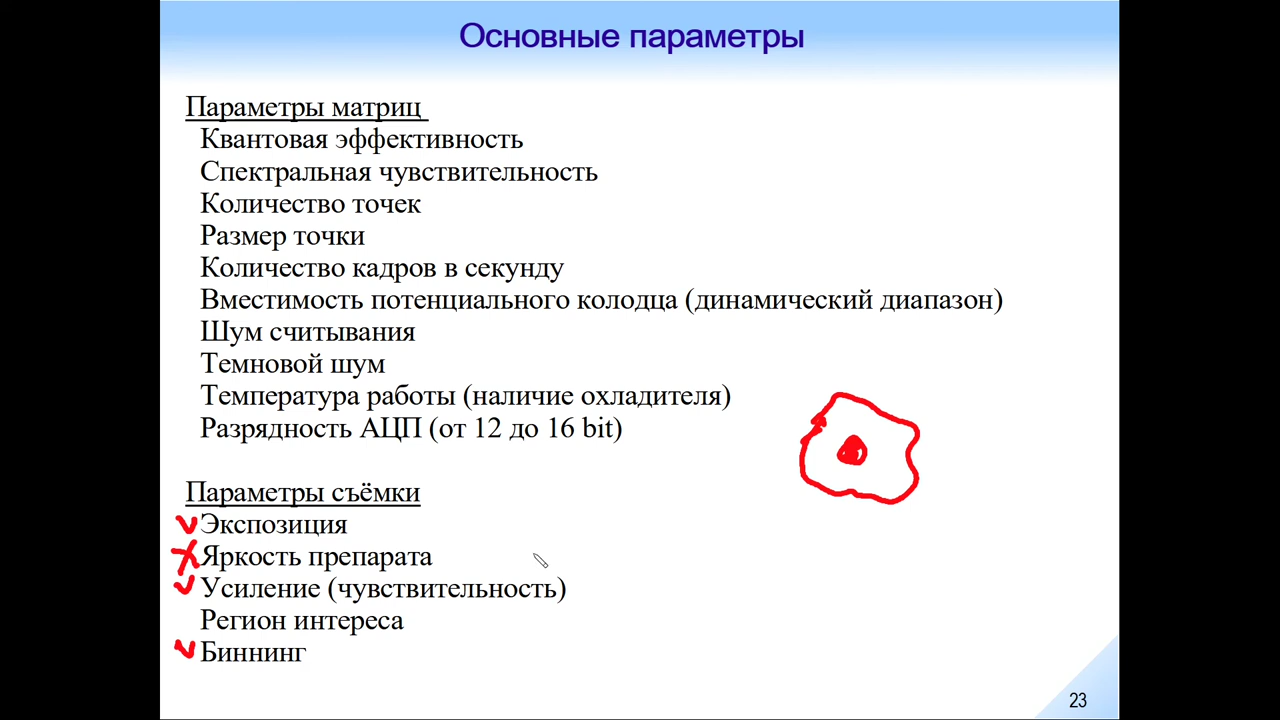 Основные параметры
Параметры матриц
Квантовая эффективность
Спектральная чувствительность
Количество точек
Размер точки
Количество кадров в секунду
Вместимость потенциального колодца (динамический диапазон)
Шум считывания
Темновой шум
Температура работы (наличие охладителя)
Разрядность АЦП (от 12 до 16 bit)
Параметры съёмки
Экспозиция
Яркость препарата
Усиление (чувствительность)
Регион интереса
Биннинг
23